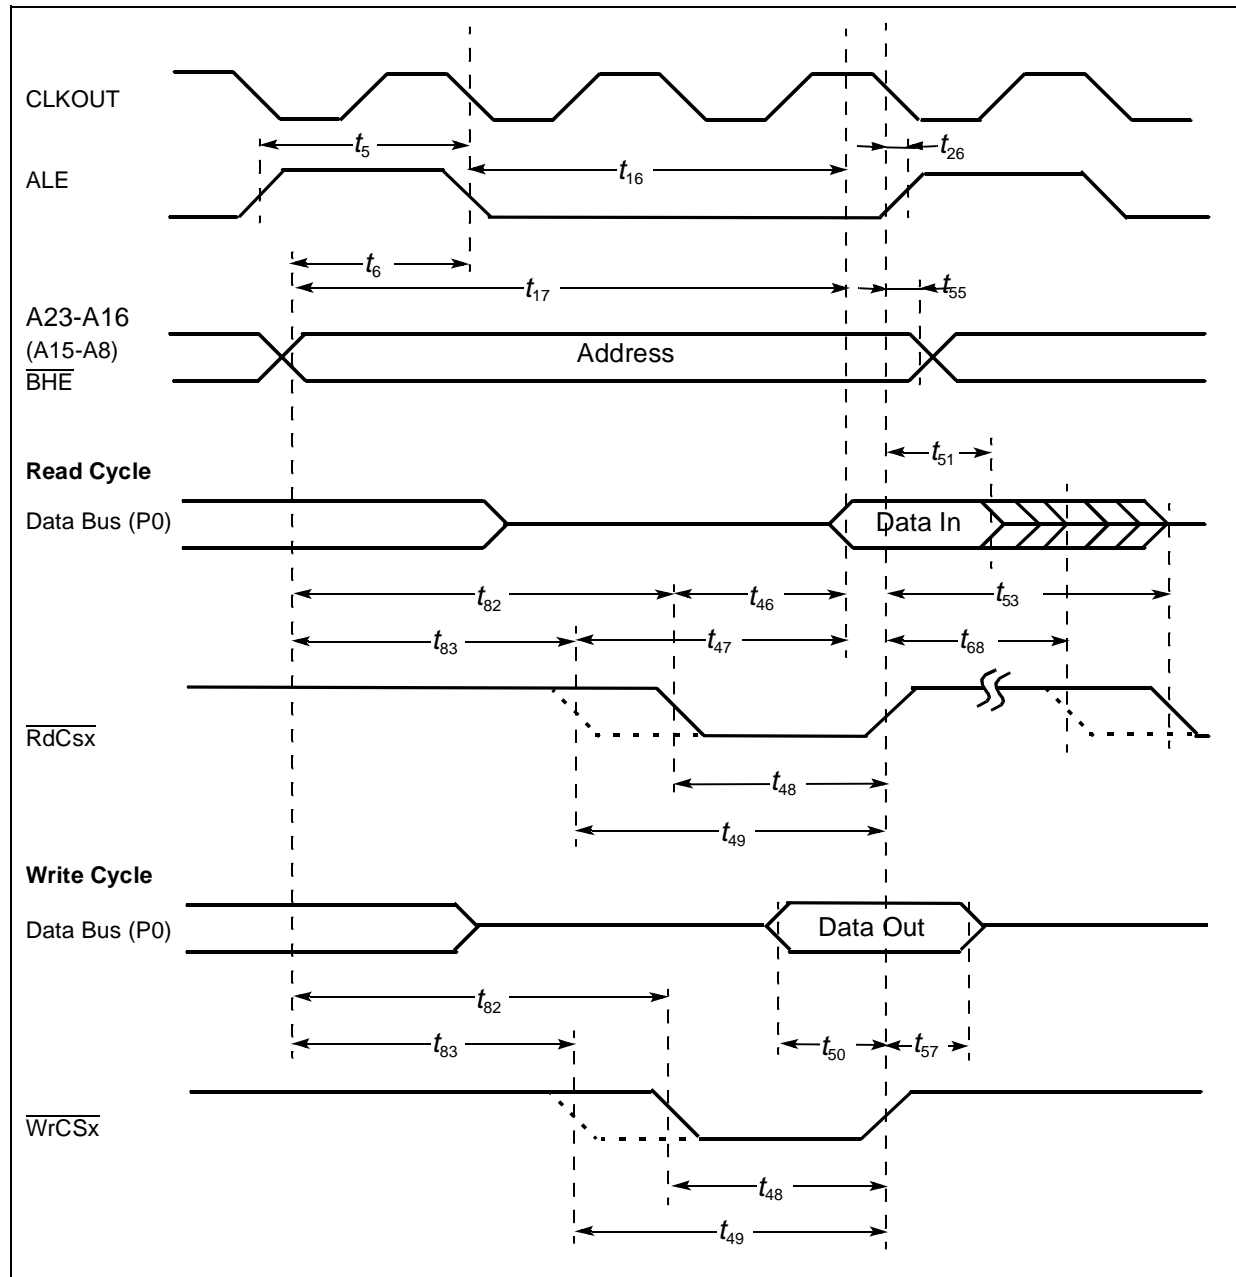 CLKOUT
t5
t26
ALE
t16
t6
t17
t55
A23-A16
(A15-A8)
Address
BHE
t51
Read Cycle
Data Bus (P0)
Data In
t82
t46
t53
t83
t47
t68
RdCsx
t48
t49
Write Cycle
Data Bus (P0)
Data Out
t82
t83
t50
t57
WrCSx
t48
t49